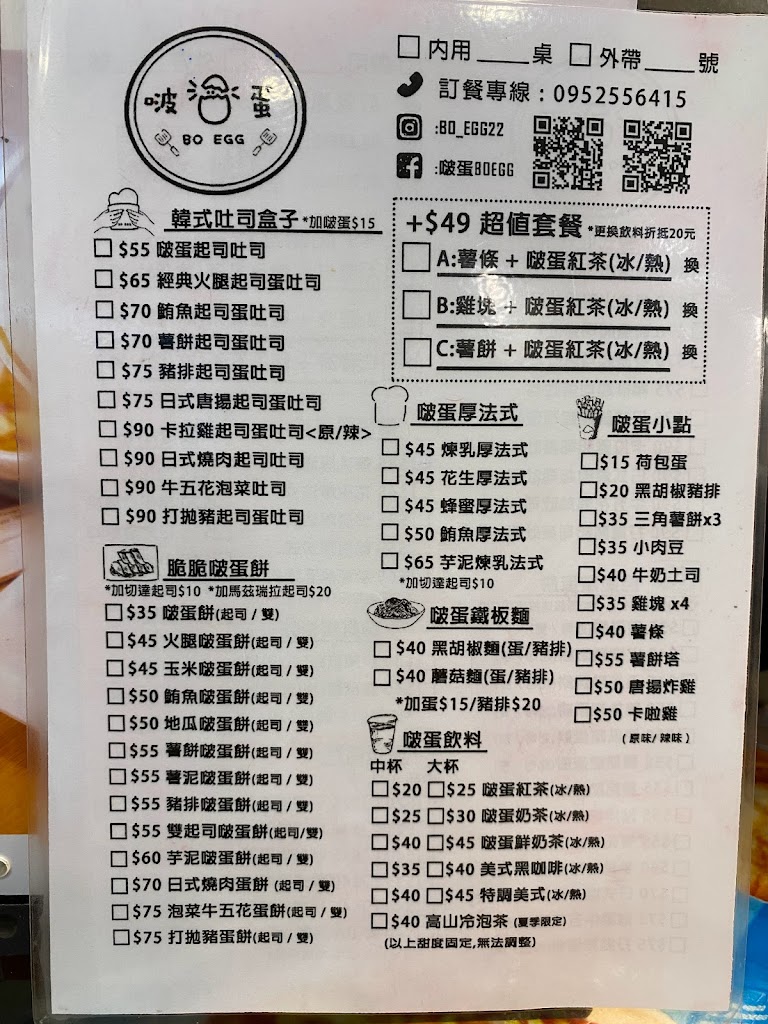 啵蛋
BO EGG
□內用____桌 □外帶____號
訂餐專線：0952556415
:BO_EGG22
:啵蛋BOEGG
韓式吐司盒子*加啵蛋$15
□$55 啵蛋起司吐司
□$65 經典火腿起司蛋吐司
□$70 鮪魚起司蛋吐司
□$70 薯餅起司蛋吐司
□$75 豬排起司蛋吐司
□$75 日式唐揚起司蛋吐司
□$90 卡拉雞起司蛋吐司<原/辣>
□$90 日式燒肉起司吐司
□$90 牛五花泡菜吐司
□$90 打拋豬起司蛋吐司
脆脆啵蛋餅
*加切達起司$10 *加馬茲瑞拉起司$20
□$35 啵蛋餅(起司 / 雙)
□$45 火腿啵蛋餅(起司 / 雙)
□$45 玉米啵蛋餅(起司 / 雙)
□$50 鮪魚啵蛋餅(起司 / 雙)
□$50 地瓜啵蛋餅(起司 / 雙)
□$55 薯餅啵蛋餅(起司 / 雙)
□$55 薯泥啵蛋餅(起司 / 雙)
□$55 豬排啵蛋餅(起司 / 雙)
□$55 雙起司啵蛋餅(起司/雙)
□$60 芋泥啵蛋餅(起司 / 雙)
□$70 日式燒肉蛋餅 (起司 / 雙)
□$75 泡菜牛五花蛋餅(起司 / 雙)
□$75 打拋豬蛋餅(起司 / 雙)
+$49 超值套餐 *更換飲料折抵20元
□A:薯條 + 啵蛋紅茶(冰/熱) 換
□B:雞塊 + 啵蛋紅茶(冰/熱) 換
□C:薯餅 + 啵蛋紅茶(冰/熱) 換
啵蛋厚法式
□$45 煉乳厚法式
□$45 花生厚法式
□$45 蜂蜜厚法式
□$50 鮪魚厚法式
□$65 芋泥煉乳法式
*加切達起司$10
啵蛋鐵板麵
□$40 黑胡椒麵(蛋/豬排)
□$40 蘑菇麵(蛋/豬排)
*加蛋$15/豬排$20
啵蛋小點
□$15 荷包蛋
□$20 黑胡椒豬排
□$35 三角薯餅x3
□$35 小肉豆
□$40 牛奶土司
□$35 雞塊 x4
□$40 薯條
□$55 薯餅塔
□$50 唐揚炸雞
□$50 卡啦雞
(原味/ 辣味)
啵蛋飲料
中杯 大杯
□$20 □$25 啵蛋紅茶(冰/熱)
□$25 □$30 啵蛋奶茶(冰/熱)
□$40 □$45 啵蛋鮮奶茶(冰/熱)
□$35 □$40 美式黑咖啡(冰/熱)
□$40 □$45 特調美式(冰/熱)
□$40 高山冷泡茶 (夏季限定)
(以上甜度固定,無法調整)